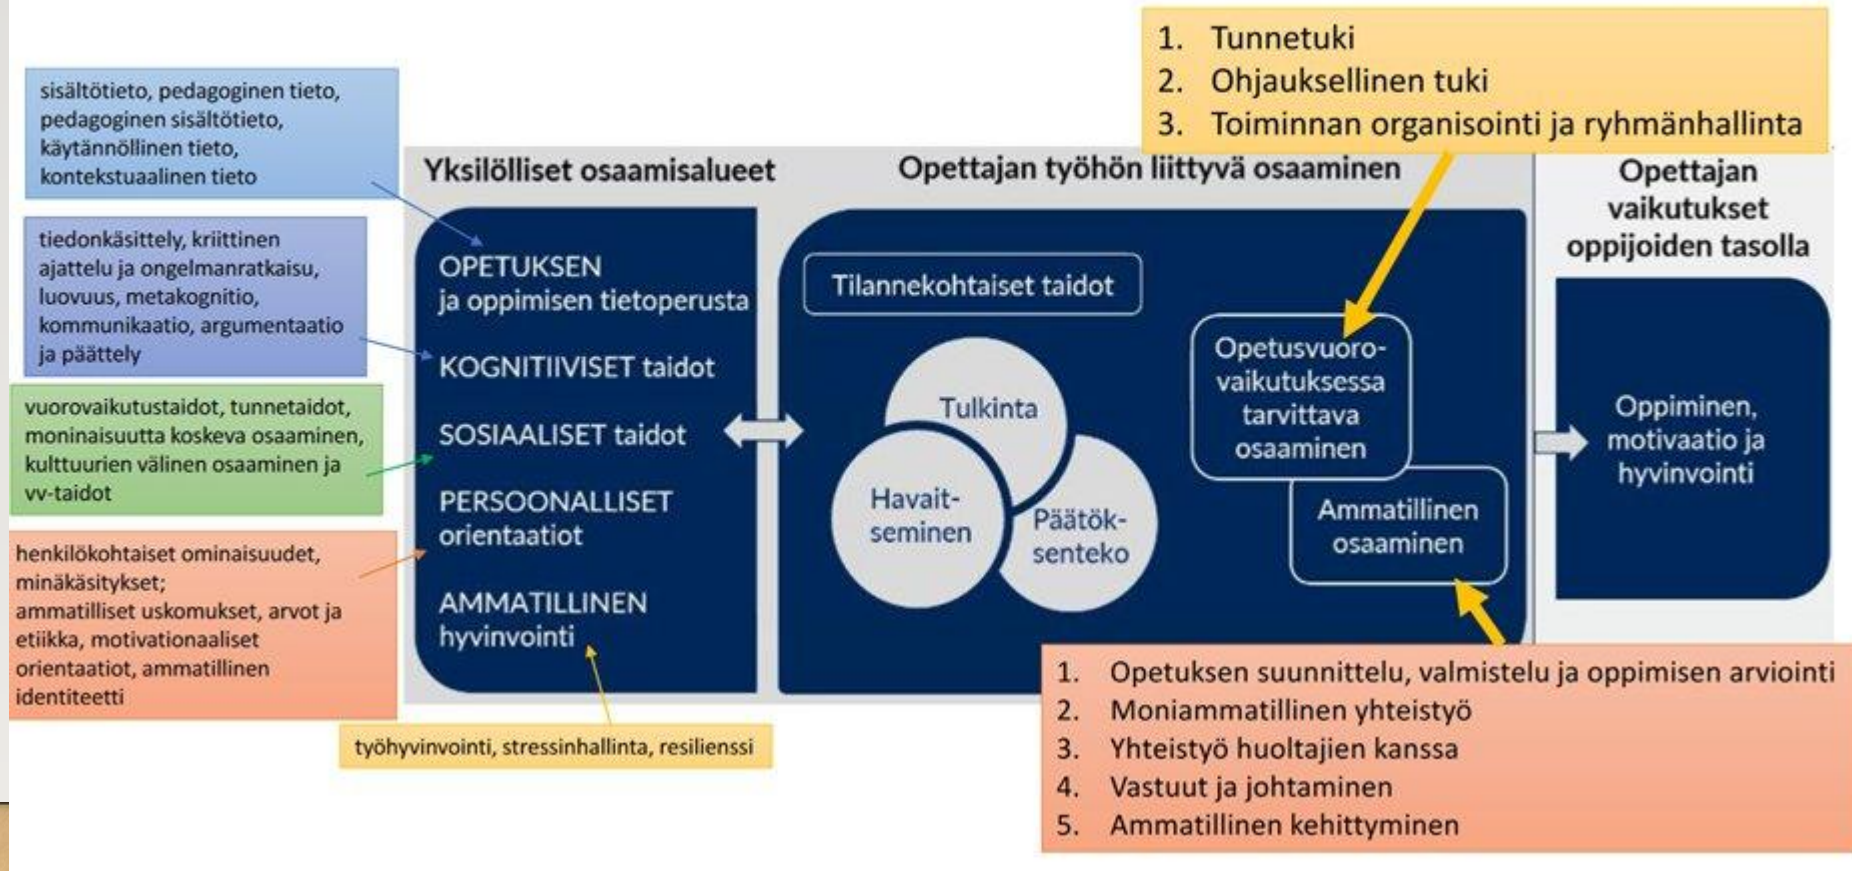 1. Tunnetuki
2. Ohjauksellinen tuki
3. Toiminnan organisointi ja ryhmänhallinta
sisältötieto, pedagoginen tieto,
pedagoginen sisältötieto,
käytännöllinen tieto,
kontekstuaalinen tieto
tiedonkäsittely, kriittinen
ajattelu ja ongelmanratkaisu,
luovuus, metakognitio,
kommunikaatio, argumentaatio
ja päättely
vuorovaikutustaidot, tunnetaidot,
moninaisuutta koskeva osaaminen,
kulttuurien välinen osaaminen ja
vv-taidot
henkilökohtaiset ominaisuudet,
minäkäsitykset;
ammatilliset uskomukset, arvot ja
etiikka, motivationaaliset
orientaatiot, ammatillinen
identiteetti
työhyvinvointi, stressinhallinta, resilienssi
Yksilölliset osaamisalueet
OPETUKSEN
ja oppimisen tietoperusta
KOGNITIIVISET taidot
SOSIAALISET taidot
PERSOONALLISET
orientaatiot
AMMATILLINEN
hyvinvointi
Opettajan työhön liittyvä osaaminen
Tilannekohtaiset taidot
Tulkinta
Havait-
seminen
Päätök-
senteko
Opetusvuoro-
vaikutuksessa
tarvittava
osaaminen
Ammatillinen
osaaminen
Opettajan
vaikutukset
oppijoiden tasolla
Oppiminen,
motivaatio ja
hyvinvointi
1. Opetuksen suunnittelu, valmistelu ja oppimisen arviointi
2. Moniammatillinen yhteistyö
3. Yhteistyö huoltajien kanssa
4. Vastuut ja johtaminen
5. Ammatillinen kehittyminen